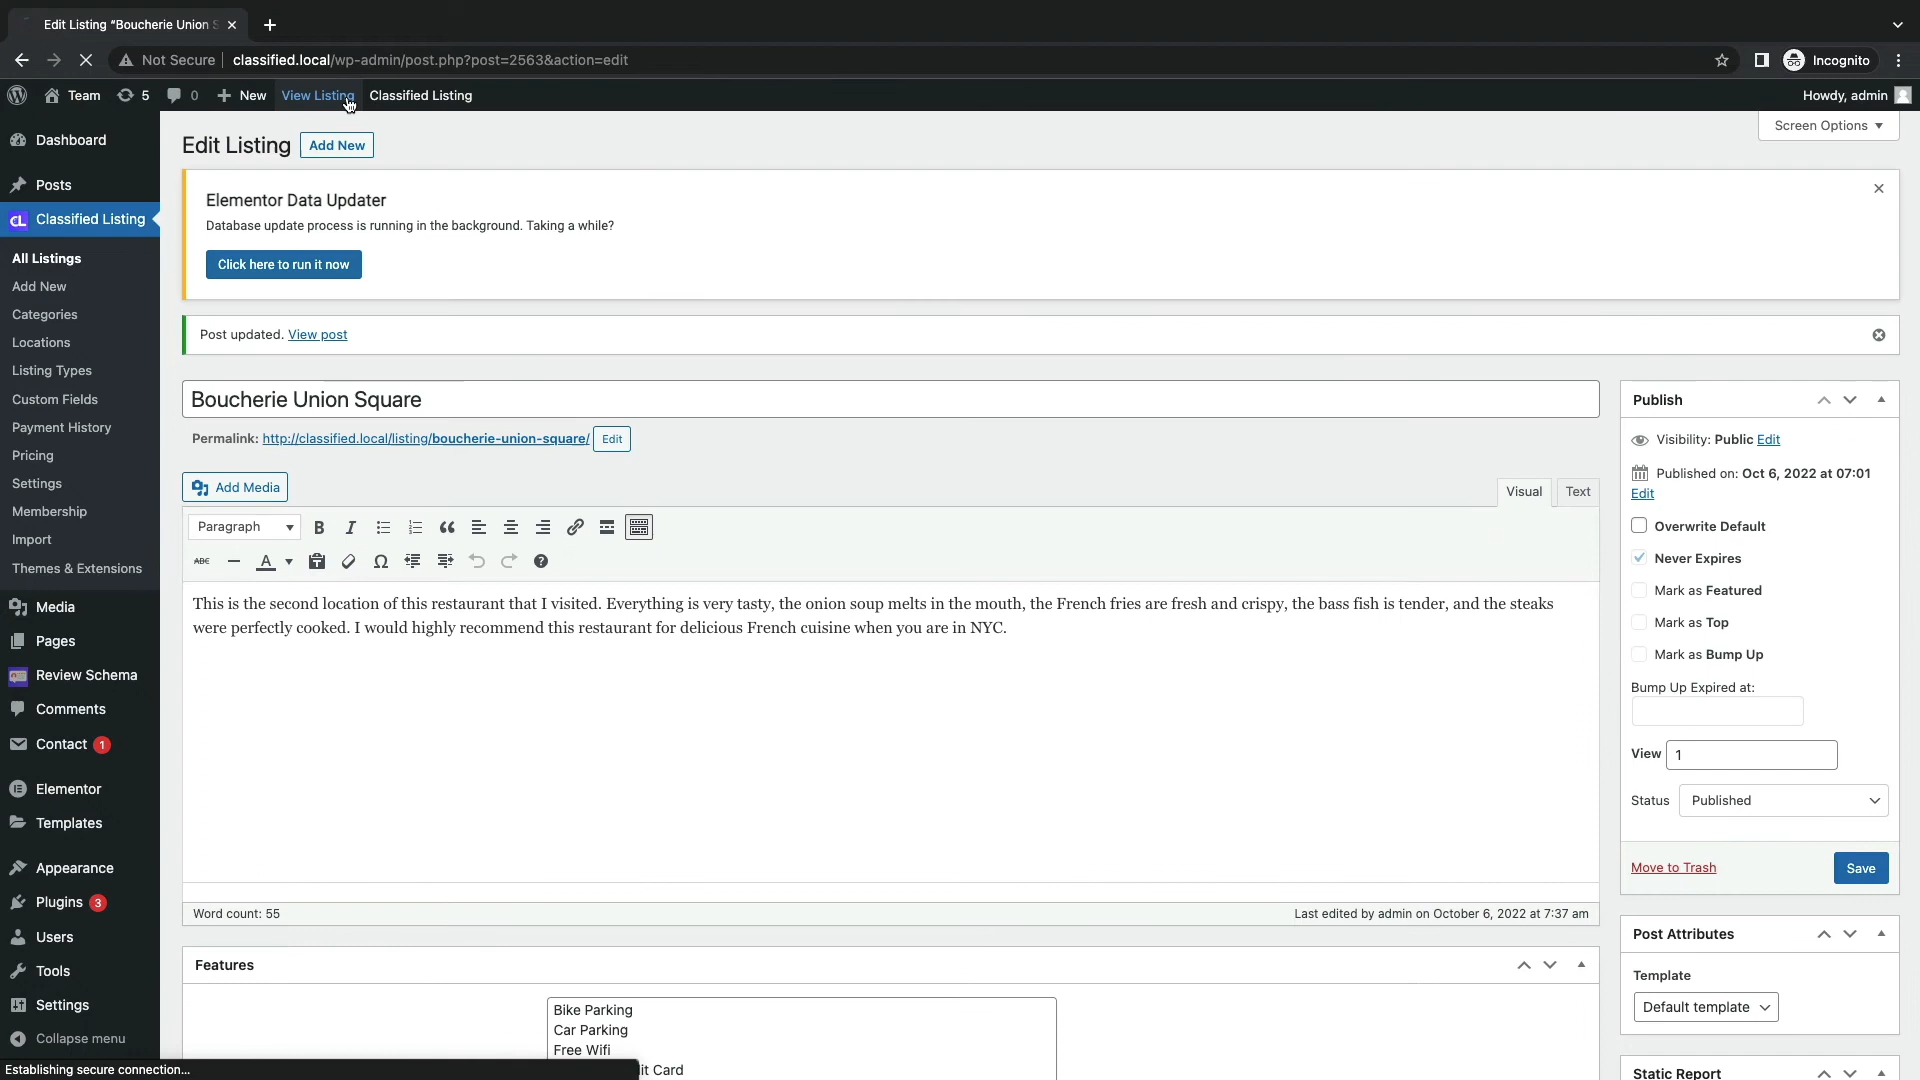 Edit Listing “Boucherie Union S
Not Secure classified.local/wp-admin/post.php?post=2563&action=edit
Incognito
Team 5 0 New View Listing Classified Listing
Howdy, admin
Screen Options
Dashboard
Posts
CL Classified Listing
All Listings
Add New
Categories
Locations
Listing Types
Custom Fields
Payment History
Pricing
Settings
Membership
Import
Themes & Extensions
Media
Pages
Review Schema
Comments
Contact 1
Elementor
Templates
Appearance
Plugins 3
Users
Tools
Settings
Collapse menu
Establishing secure connection...
Edit Listing Add New
Elementor Data Updater
Database update process is running in the background. Taking a while?
Click here to run it now
Post updated. View post
Boucherie Union Square
Permalink: http://classified.local/listing/boucherie-union-square/ Edit
Add Media
Visual Text
Paragraph
This is the second location of this restaurant that I visited. Everything is very tasty, the onion soup melts in the mouth, the French fries are fresh and crispy, the bass fish is tender, and the steaks
were perfectly cooked. I would highly recommend this restaurant for delicious French cuisine when you are in NYC.
Word count: 55
Last edited by admin on October 6, 2022 at 7:37 am
Features
Bike Parking
Car Parking
Free Wifi
it Card
Publish
Visibility: Public Edit
Published on: Oct 6, 2022 at 07:01
Edit
Overwrite Default
Never Expires
Mark as Featured
Mark as Top
Mark as Bump Up
Bump Up Expired at:
View 1
Status Published
Move to Trash Save
Post Attributes
Template
Default template
Static Report